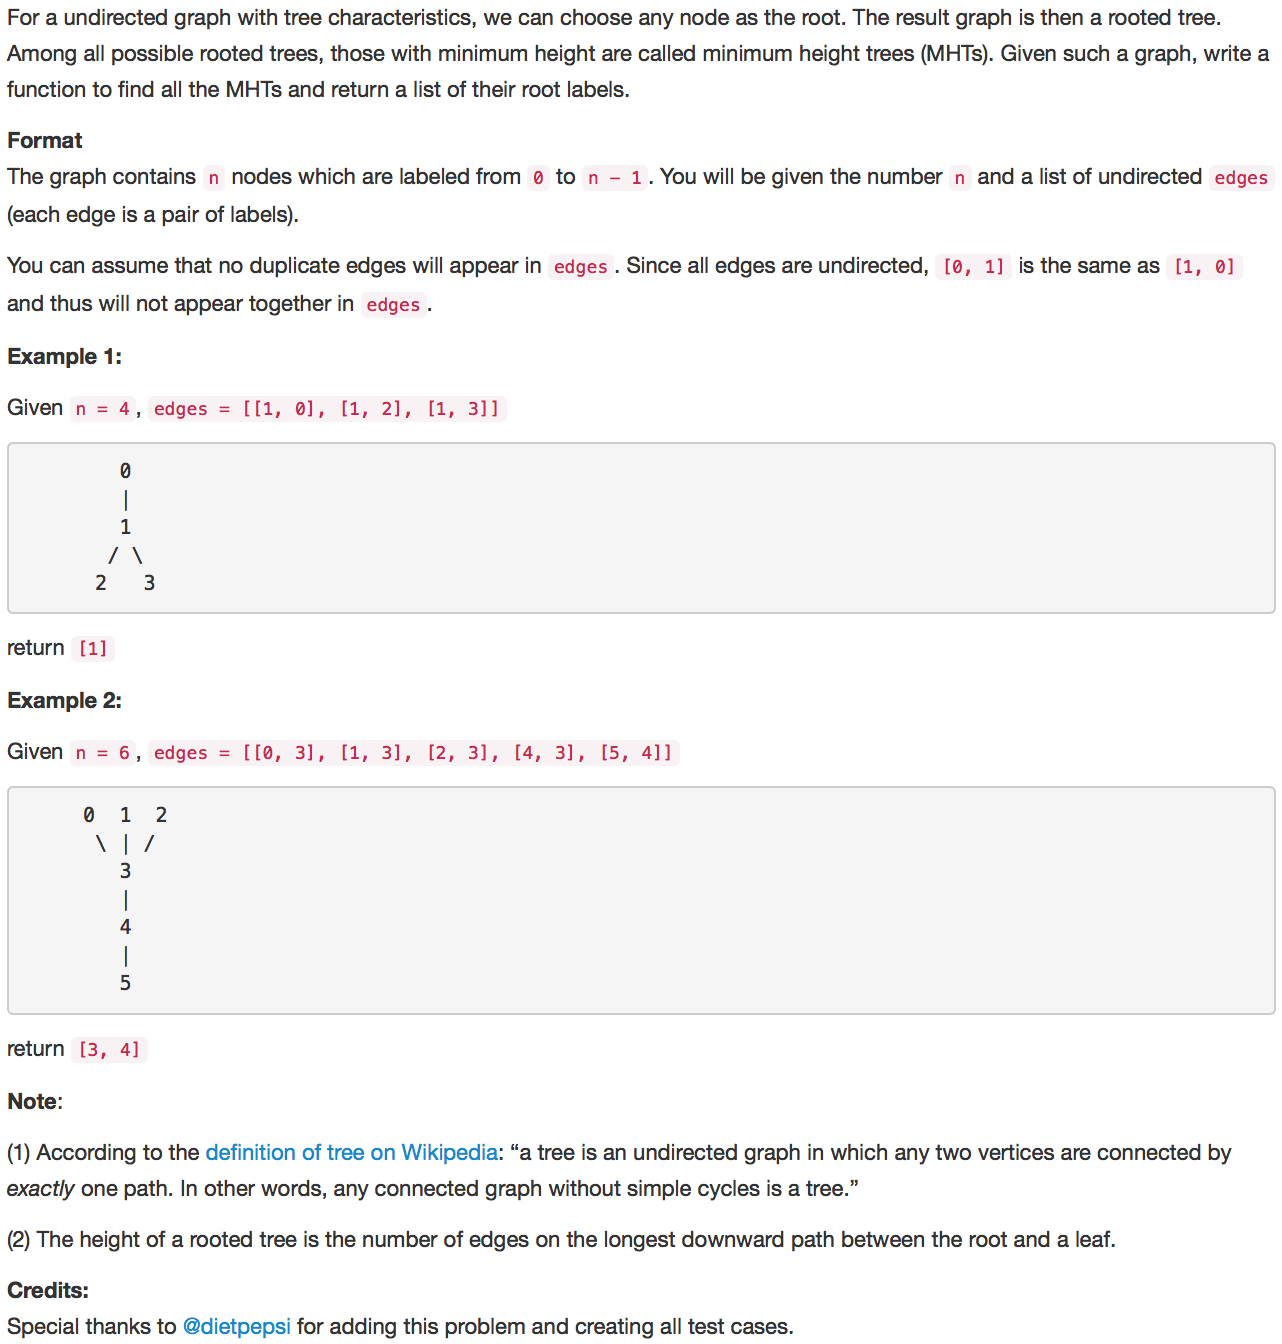 For a undirected graph with tree characteristics, we can choose any node as the root. The result graph is then a rooted tree.
Among all possible rooted trees, those with minimum height are called minimum height trees (MHTs). Given such a graph, write a
function to find all the MHTs and return a list of their root labels.
Format
The graph contains n nodes which are labeled from 0 to n - 1. You will be given the number n and a list of undirected edges
(each edge is a pair of labels).
You can assume that no duplicate edges will appear in edges. Since all edges are undirected, [0, 1] is the same as [1, 0]
and thus will not appear together in edges.
Example 1:
Given n = 4, edges = [[1, 0], [1, 2], [1, 3]]
0
|
1
/ \
2 3
return [1]
Example 2:
Given n = 6, edges = [[0, 3], [1, 3], [2, 3], [4, 3], [5, 4]]
0 1 2
\ | /
3
|
4
|
5
return [3, 4]
Note:
(1) According to the definition of tree on Wikipedia: “a tree is an undirected graph in which any two vertices are connected by
exactly one path. In other words, any connected graph without simple cycles is a tree.”
(2) The height of a rooted tree is the number of edges on the longest downward path between the root and a leaf.
Credits:
Special thanks to @dietpepsi for adding this problem and creating all test cases.